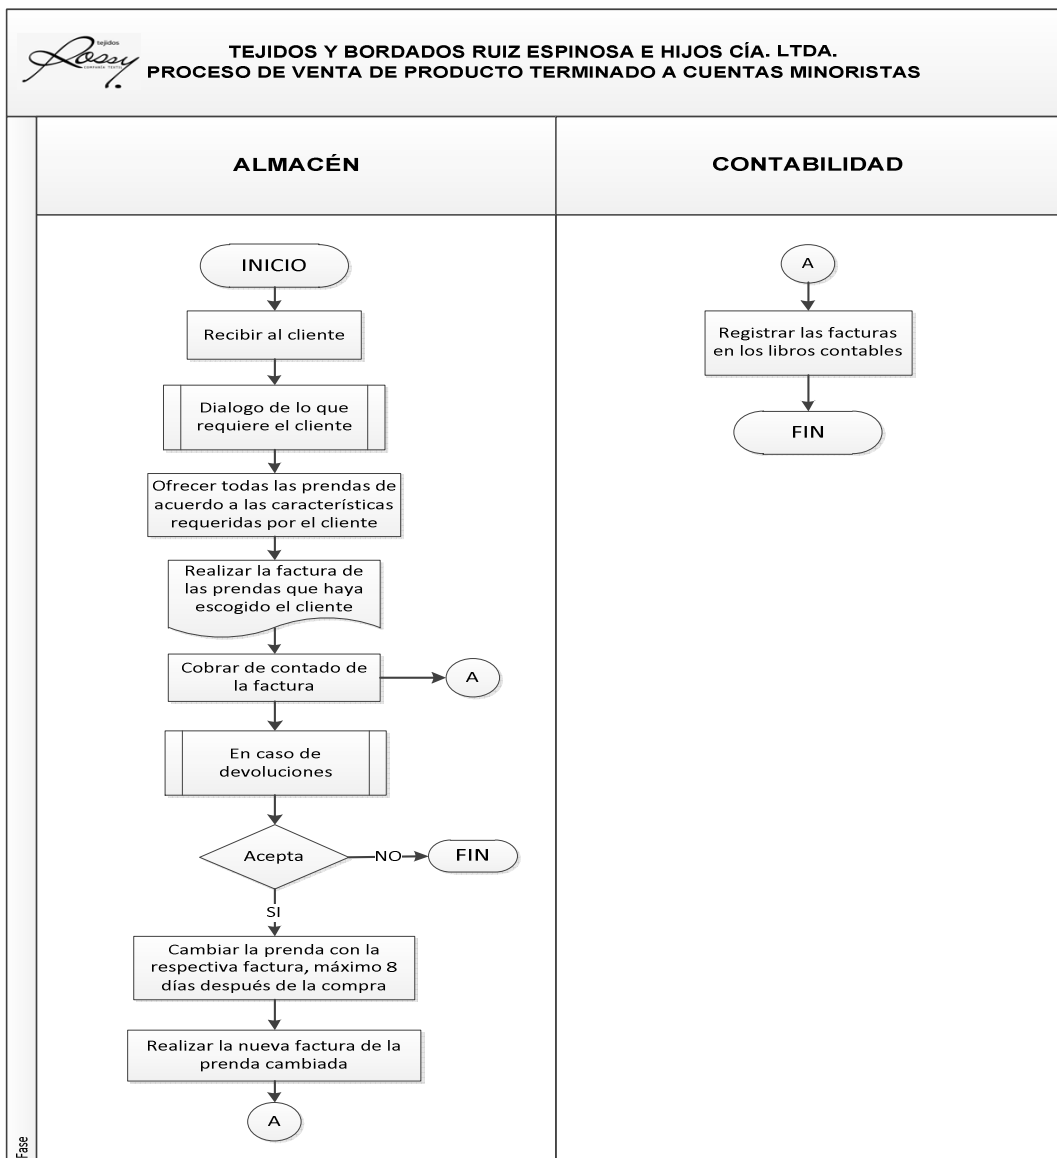 tejidos
Rossy
COMPAÑÍA TEXTIL
TEJIDOS Y BORDADOS RUIZ ESPINOSA E HIJOS CÍA. LTDA.
PROCESO DE VENTA DE PRODUCTO TERMINADO A CUENTAS MINORISTAS
ALMACÉN
CONTABILIDAD
INICIO
Recibir al cliente
Dialogo de lo que
requiere el cliente
Ofrecer todas las prendas de
acuerdo a las características
requeridas por el cliente
Realizar la factura de
las prendas que haya
escogido el cliente
Cobrar de contado de
la factura
A
En caso de
devoluciones
Acepta
NO
FIN
SI
Cambiar la prenda con la
respectiva factura, máximo 8
días después de la compra
Realizar la nueva factura de la
prenda cambiada
A
A
Registrar las facturas
en los libros contables
FIN
Fase